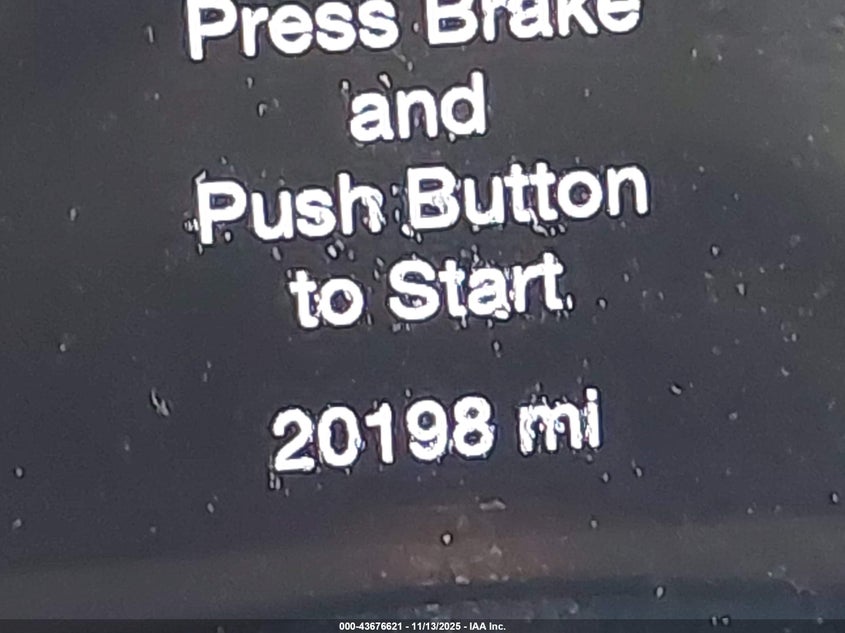 Press Brake
and
Push Button
to Start
20198 mi
000-43676621 - 11/13/2025 - IAA Inc.